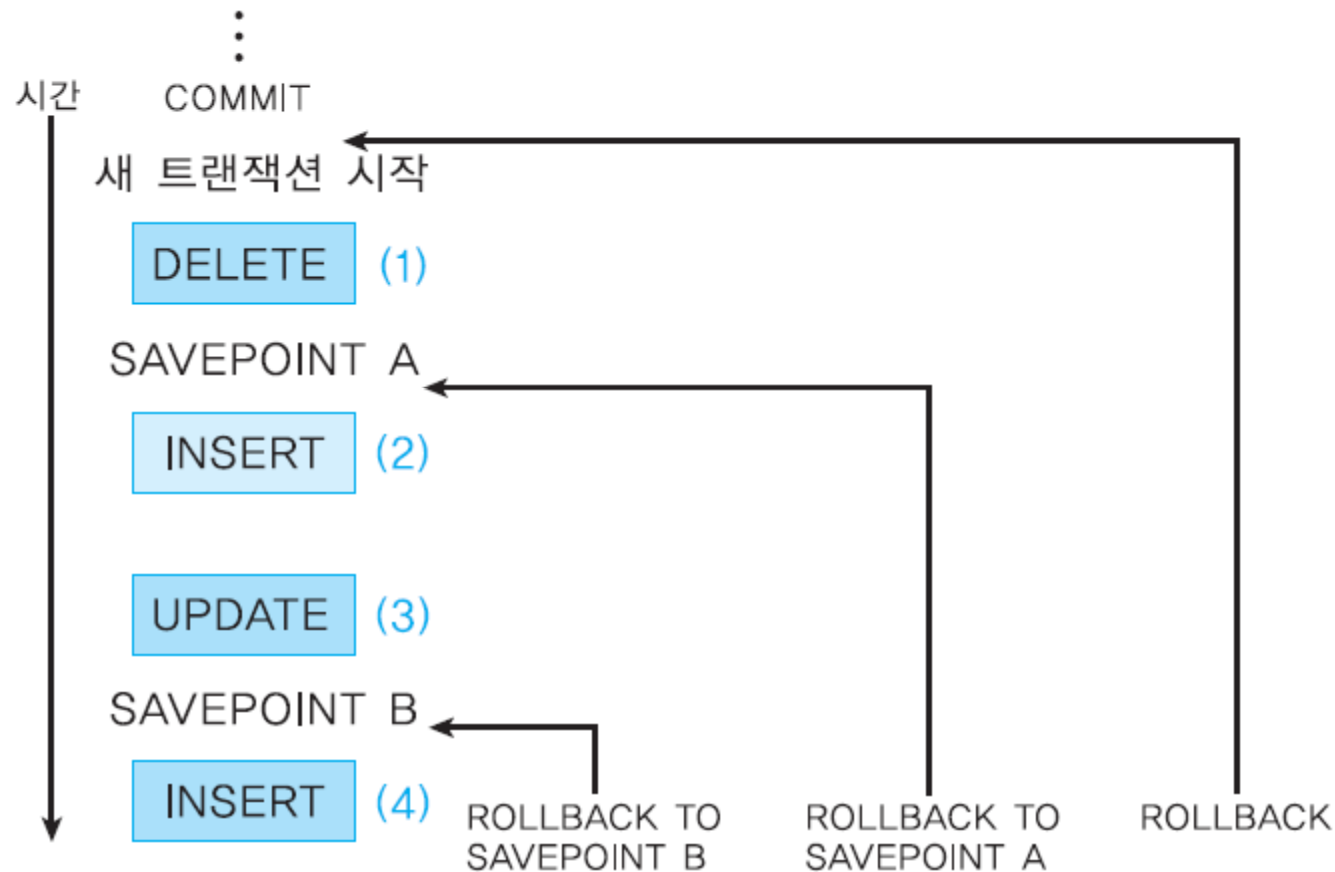 시간
COMMIT
새 트랜잭션 시작
DELETE (1)
SAVEPOINT A
INSERT (2)
UPDATE (3)
SAVEPOINT B
INSERT (4)
ROLLBACK TO
SAVEPOINT B
ROLLBACK TO
SAVEPOINT A
ROLLBACK